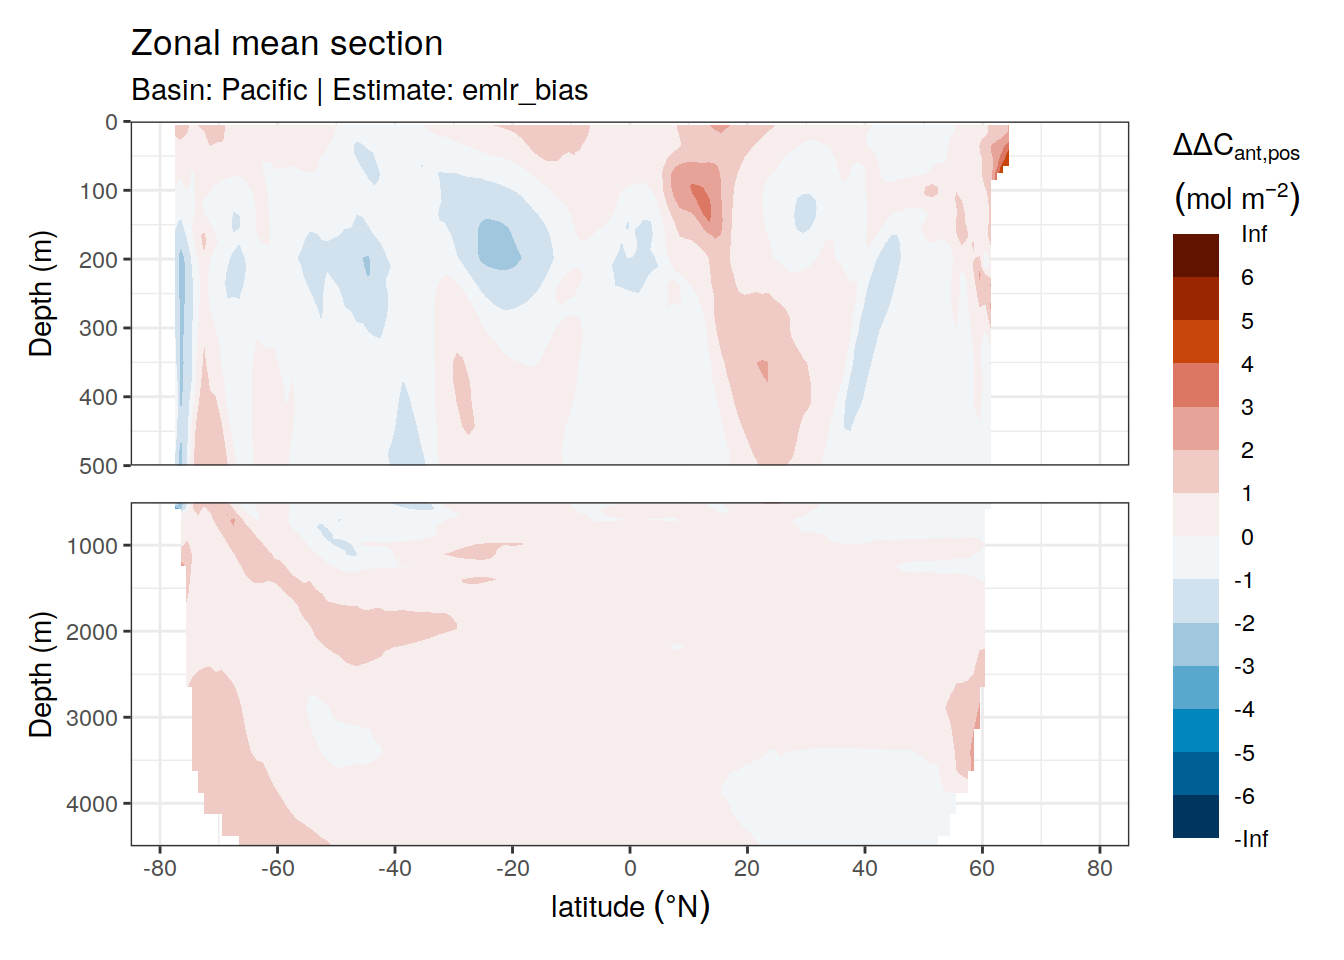 Zonal mean section
Basin: Pacific | Estimate: emlr_bias
0
100
200
300
400
500
Depth (m)
1000
2000
3000
4000
Depth (m)
-80 -60 -40 -20 0 20 40 60 80
latitude (°N)
ΔΔCant,pos
(mol m−2)
Inf
6
5
4
3
2
1
0
-1
-2
-3
-4
-5
-6
-Inf